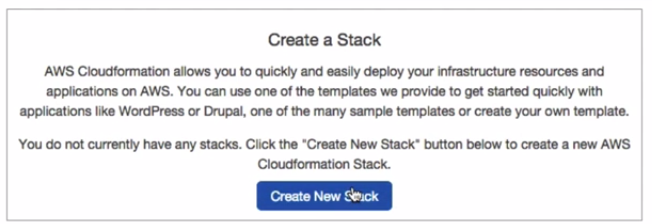 Create a Stack
AWS Cloudformation allows you to quickly and easily deploy your infrastructure resources and
applications on AWS. You can use one of the templates we provide to get started quickly with
applications like WordPress or Drupal, one of the many sample templates or create your own template.
You do not currently have any stacks. Click the "Create New Stack" button below to create a new AWS
Cloudformation Stack.
Create New Stack